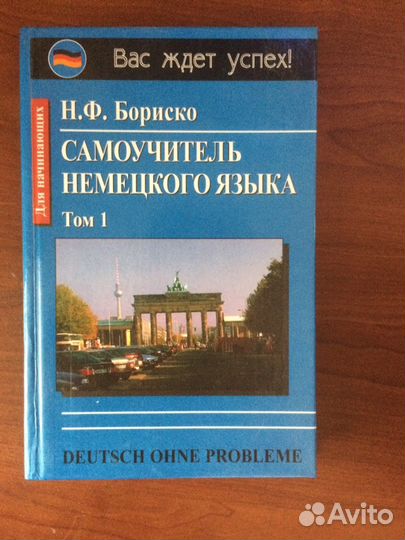 Вас ждет успех!
Для начинающих
Н.Ф. Бориско
САМОУЧИТЕЛЬ
НЕМЕЦКОГО ЯЗЫКА
Том 1
DEUTSCH OHNE PROBLEME
Avito